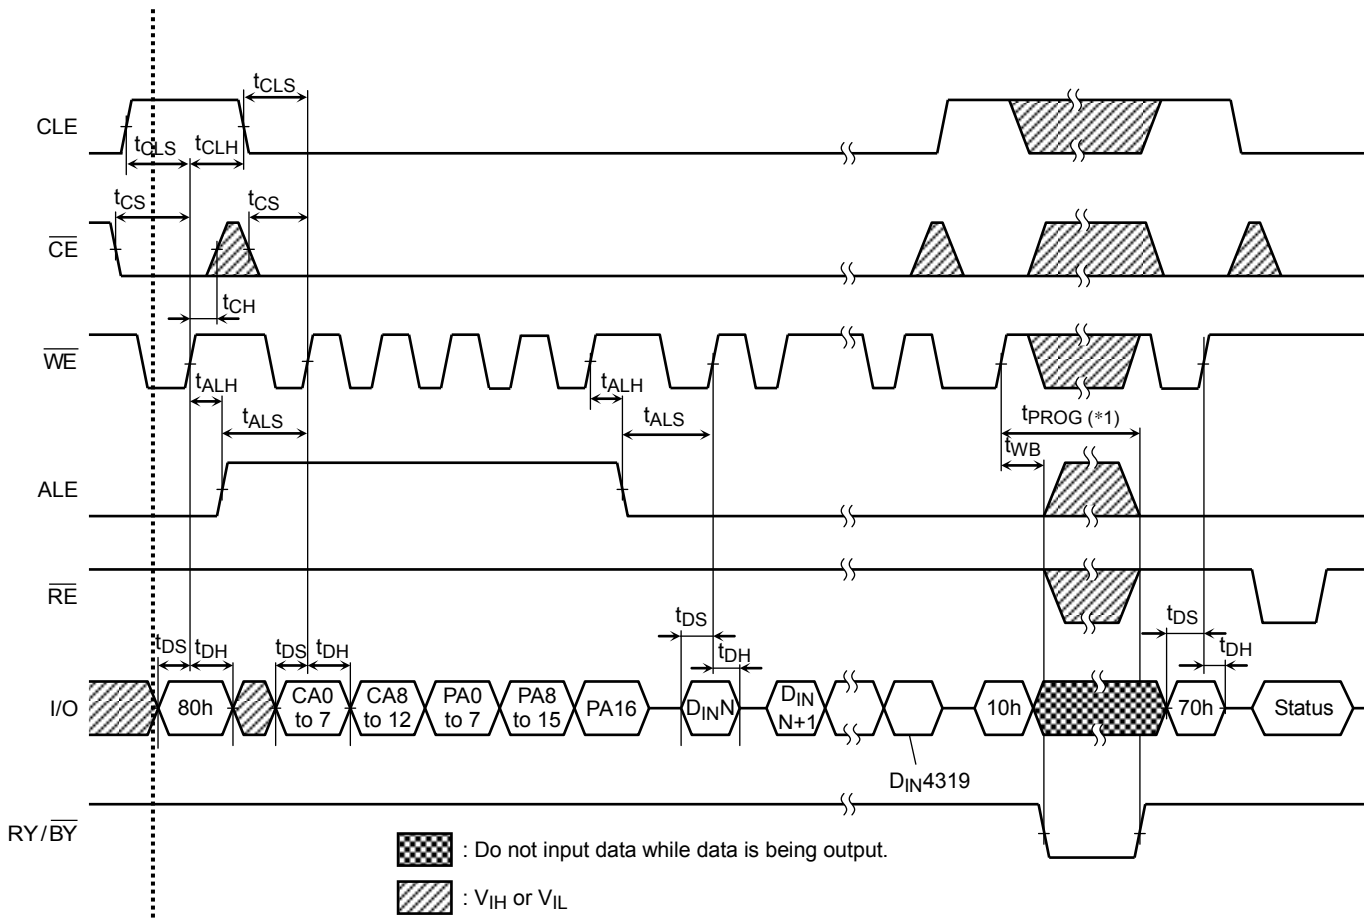 tCLS
CLE
tCLS tCLH
tCS tCS
CE
tCH
WE
tALH tALH
tALS tALS tPROG (*1)
tWB
ALE
RE
tDS tDH tDS tDH tDS tDH tDS tDH
I/O 80h CA0 to 7 CA8 to 12 PA0 to 7 PA8 to 15 PA16 DINN DIN N+1 10h 70h Status
DIN4319
RY/BY
: Do not input data while data is being output.
: VIH or VIL